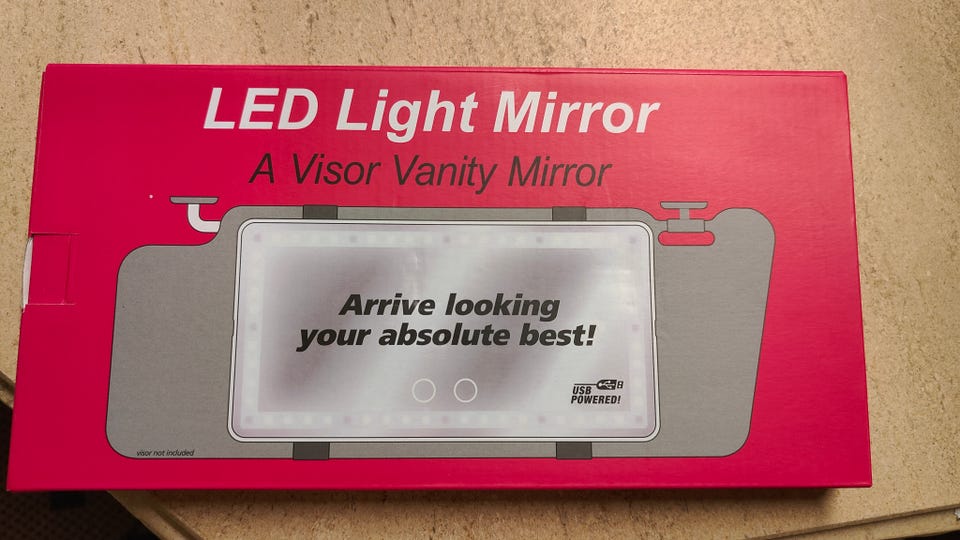 LED Light Mirror
A Visor Vanity Mirror
Arrive looking
your absolute best!
USB
POWERED!
visor not included